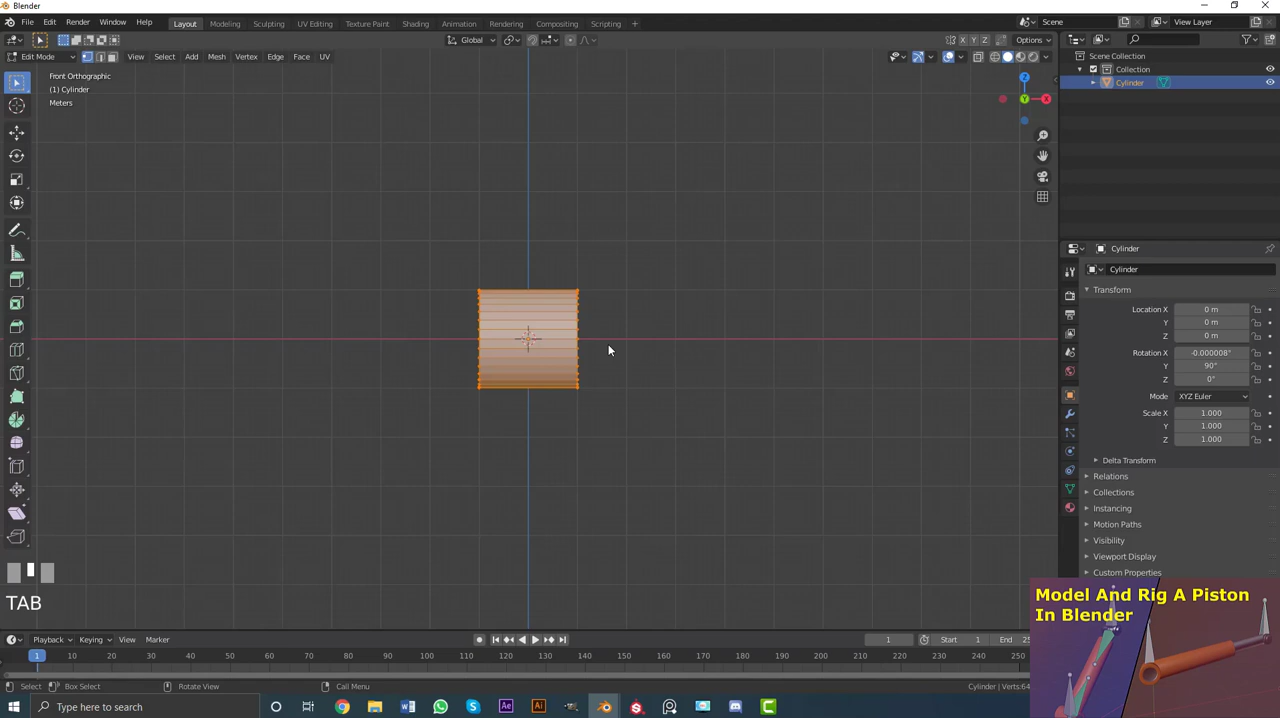 Blender
File Edit Render Window Help Layout Modeling Sculpting UV Editing Texture Paint Shading Animation Rendering Compositing Scripting + Scene View Layer
Global X Y Z Options
Edit Mode View Select Add Mesh Vertex Edge Face UV
Front Orthographic
(1) Cylinder
Meters
Z
Y X
Scene Collection
Collection
Cylinder
Cylinder
Cylinder
Transform
Location X 0 m
Y 0 m
Z 0 m
Rotation X -0.000008°
Y 90°
Z 0°
Mode XYZ Euler
Scale X 1.000
Y 1.000
Z 1.000
Delta Transform
Relations
Collections
Instancing
Motion Paths
Visibility
Viewport Display
Custom Properties
TAB
Model And Rig A Piston
In Blender
Playback Keying View Marker 1 Start 1 End 25
1 10 20 30 40 50 60 70 80 90 100 110 120 130 140 150 160 170 180 190 200 210 220 230 240 250
Select Box Select Rotate View Call Menu Cylinder | Verts:64
Type here to search